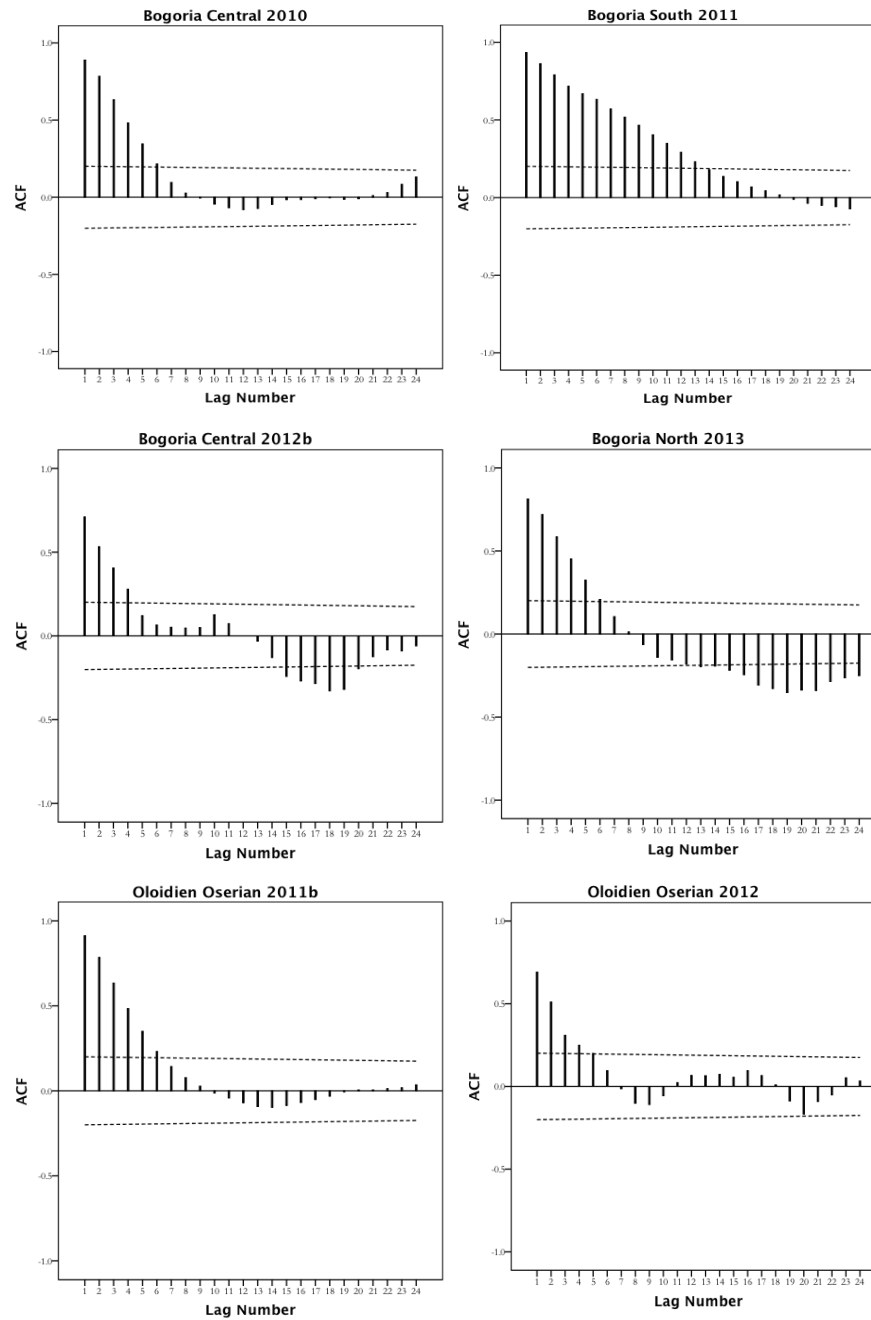 Bogoria Central 2010
ACF
1.0
0.5
0.0
-0.5
-1.0
1 2 3 4 5 6 7 8 9 10 11 12 13 14 15 16 17 18 19 20 21 22 23 24
Lag Number
Bogoria South 2011
ACF
1.0
0.5
0.0
-0.5
-1.0
1 2 3 4 5 6 7 8 9 10 11 12 13 14 15 16 17 18 19 20 21 22 23 24
Lag Number
Bogoria Central 2012b
ACF
1.0
0.5
0.0
-0.5
-1.0
1 2 3 4 5 6 7 8 9 10 11 12 13 14 15 16 17 18 19 20 21 22 23 24
Lag Number
Bogoria North 2013
ACF
1.0
0.5
0.0
-0.5
-1.0
1 2 3 4 5 6 7 8 9 10 11 12 13 14 15 16 17 18 19 20 21 22 23 24
Lag Number
Oloidien Oserian 2011b
ACF
1.0
0.5
0.0
-1.0
1 2 3 4 5 6 7 8 9 10 11 12 13 14 15 16 17 18 19 20 21 22 23 24
Lag Number
Oloidien Oserian 2012
ACF
1.0
0.5
0.0
-0.5
-1.0
1 2 3 4 5 6 7 8 9 10 11 12 13 14 15 16 17 18 19 20 21 22 23 24
Lag Number